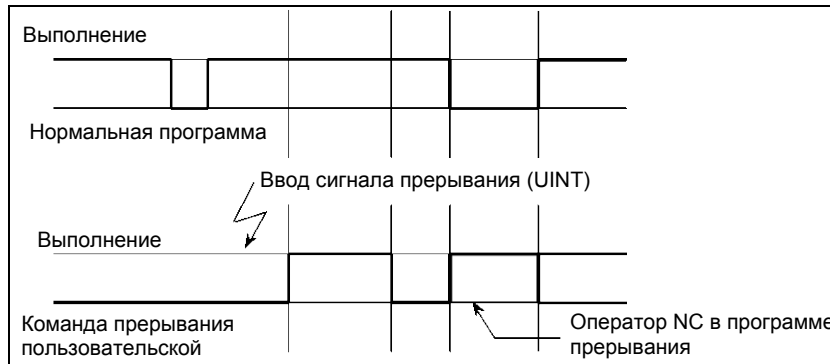 Выполнение
Нормальная программа
Ввод сигнала прерывания (UINT)
Выполнение
Команда прерывания
пользовательской
Оператор NC в программе
прерывания